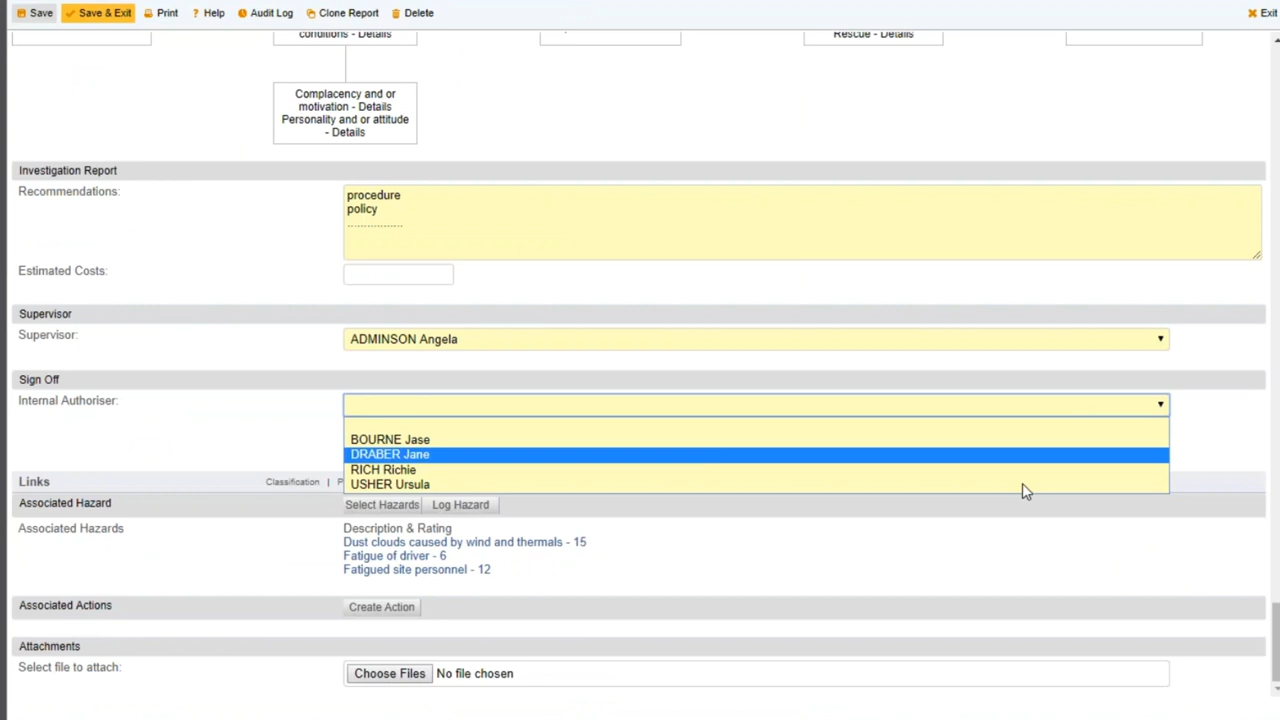 Save Save & Exit Print Help Audit Log Clone Report Delete Exit
conditions - Details
Rescue - Details
Complacency and or
motivation - Details
Personality and or attitude
- Details
Investigation Report
Recommendations:
procedure
policy
.................
Estimated Costs:
Supervisor
Supervisor: ADMINSON Angela
Sign Off
Internal Authoriser:
BOURNE Jase
DRABER Jane
RICH Richie
USHER Ursula
Links Classification | P
Associated Hazard Select Hazards Log Hazard
Associated Hazards Description & Rating
Dust clouds caused by wind and thermals - 15
Fatigue of driver - 6
Fatigued site personnel - 12
Associated Actions Create Action
Attachments
Select file to attach: Choose Files No file chosen